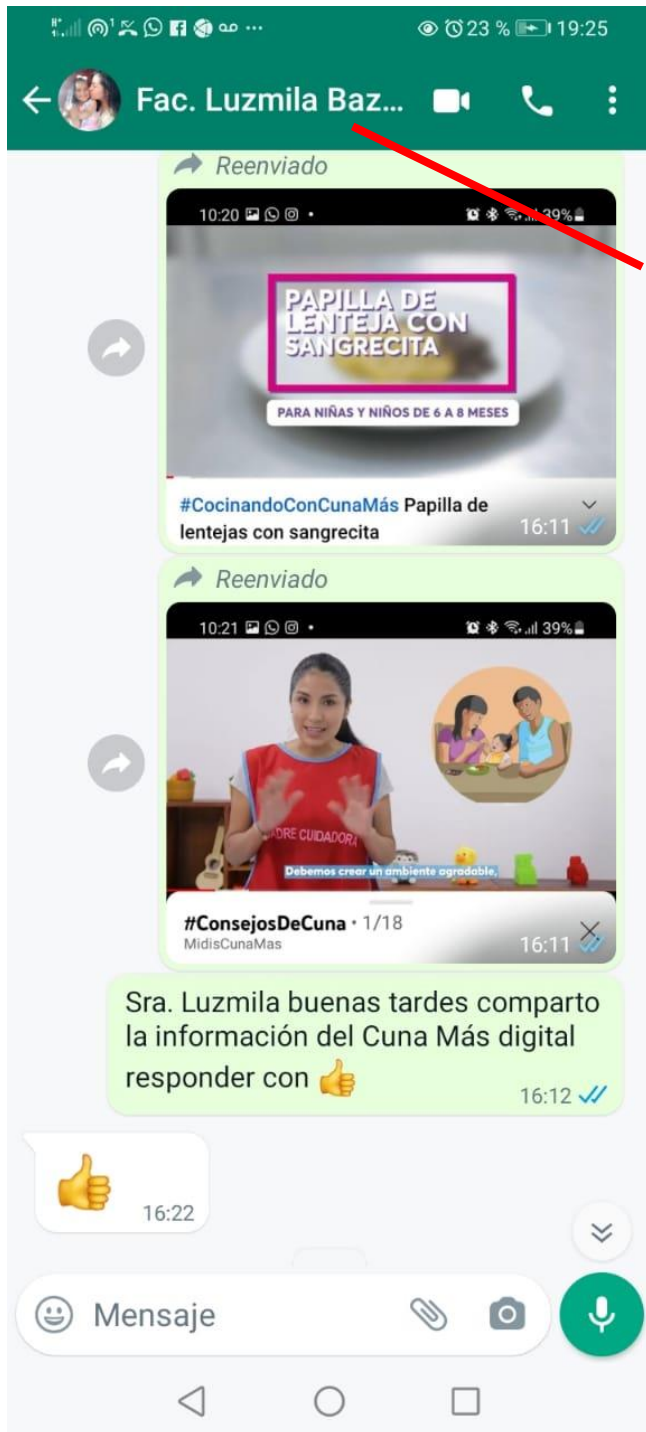 23 % 19:25
Fac. Luzmila Baz...
Reenviado
10:20 39%
PAPILLA DE
LENTEJA CON
SANGRECITA
PARA NIÑAS Y NIÑOS DE 6 A 8 MESES
#CocinandoConCunaMás Papilla de
lentejas con sangrecita
16:11
Reenviado
10:21 39%
DRE CUIDADORA
Debemos crear un ambiente agradable,
#ConsejosDeCuna • 1/18
MidisCunaMas
16:11
Sra. Luzmila buenas tardes comparto
la información del Cuna Más digital
responder con 👍
16:12
👍
16:22
Mensaje